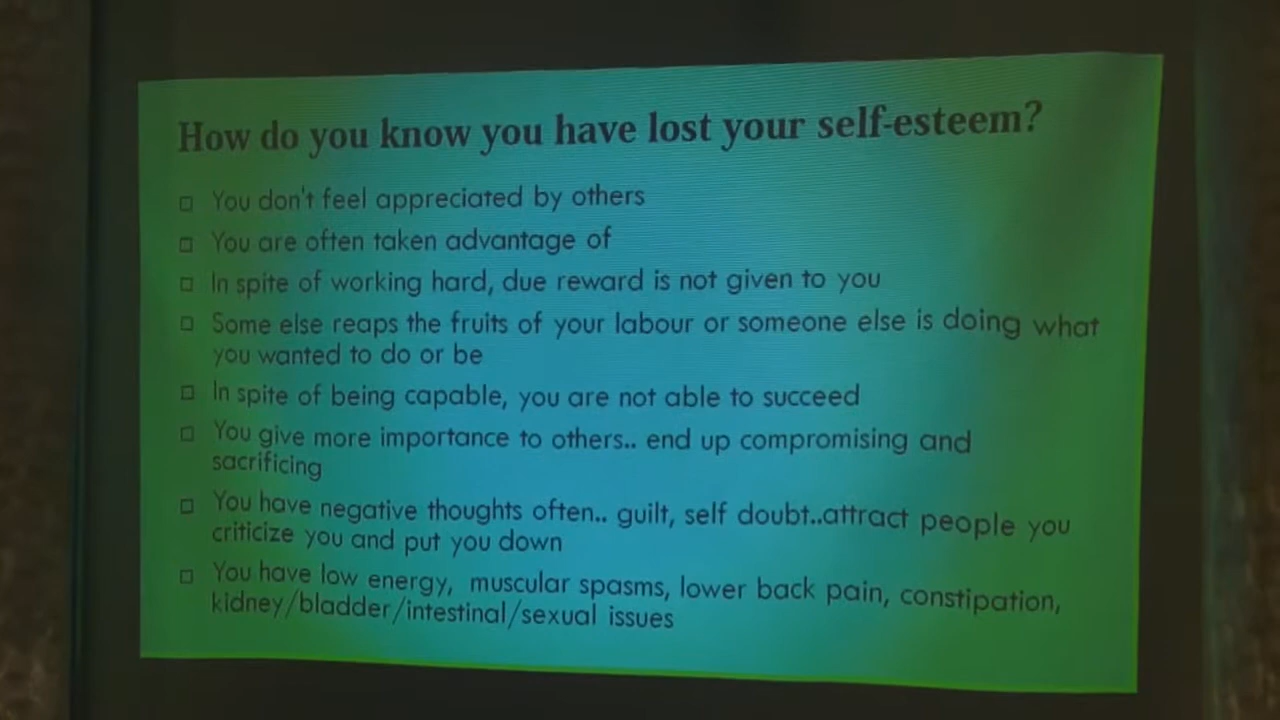 How do you know you have lost your self-esteem?
You don't feel appreciated by others
You are often taken advantage of
In spite of working hard, due reward is not given to you
Some else reaps the fruits of your labour or someone else is doing what
you wanted to do or be
In spite of being capable, you are not able to succeed
You give more importance to others.. end up compromising and
sacrificing
You have negative thoughts often.. guilt, self doubt..attract people you
criticize you and put you down
You have low energy, muscular spasms, lower back pain, constipation,
kidney/bladder/intestinal/sexual issues